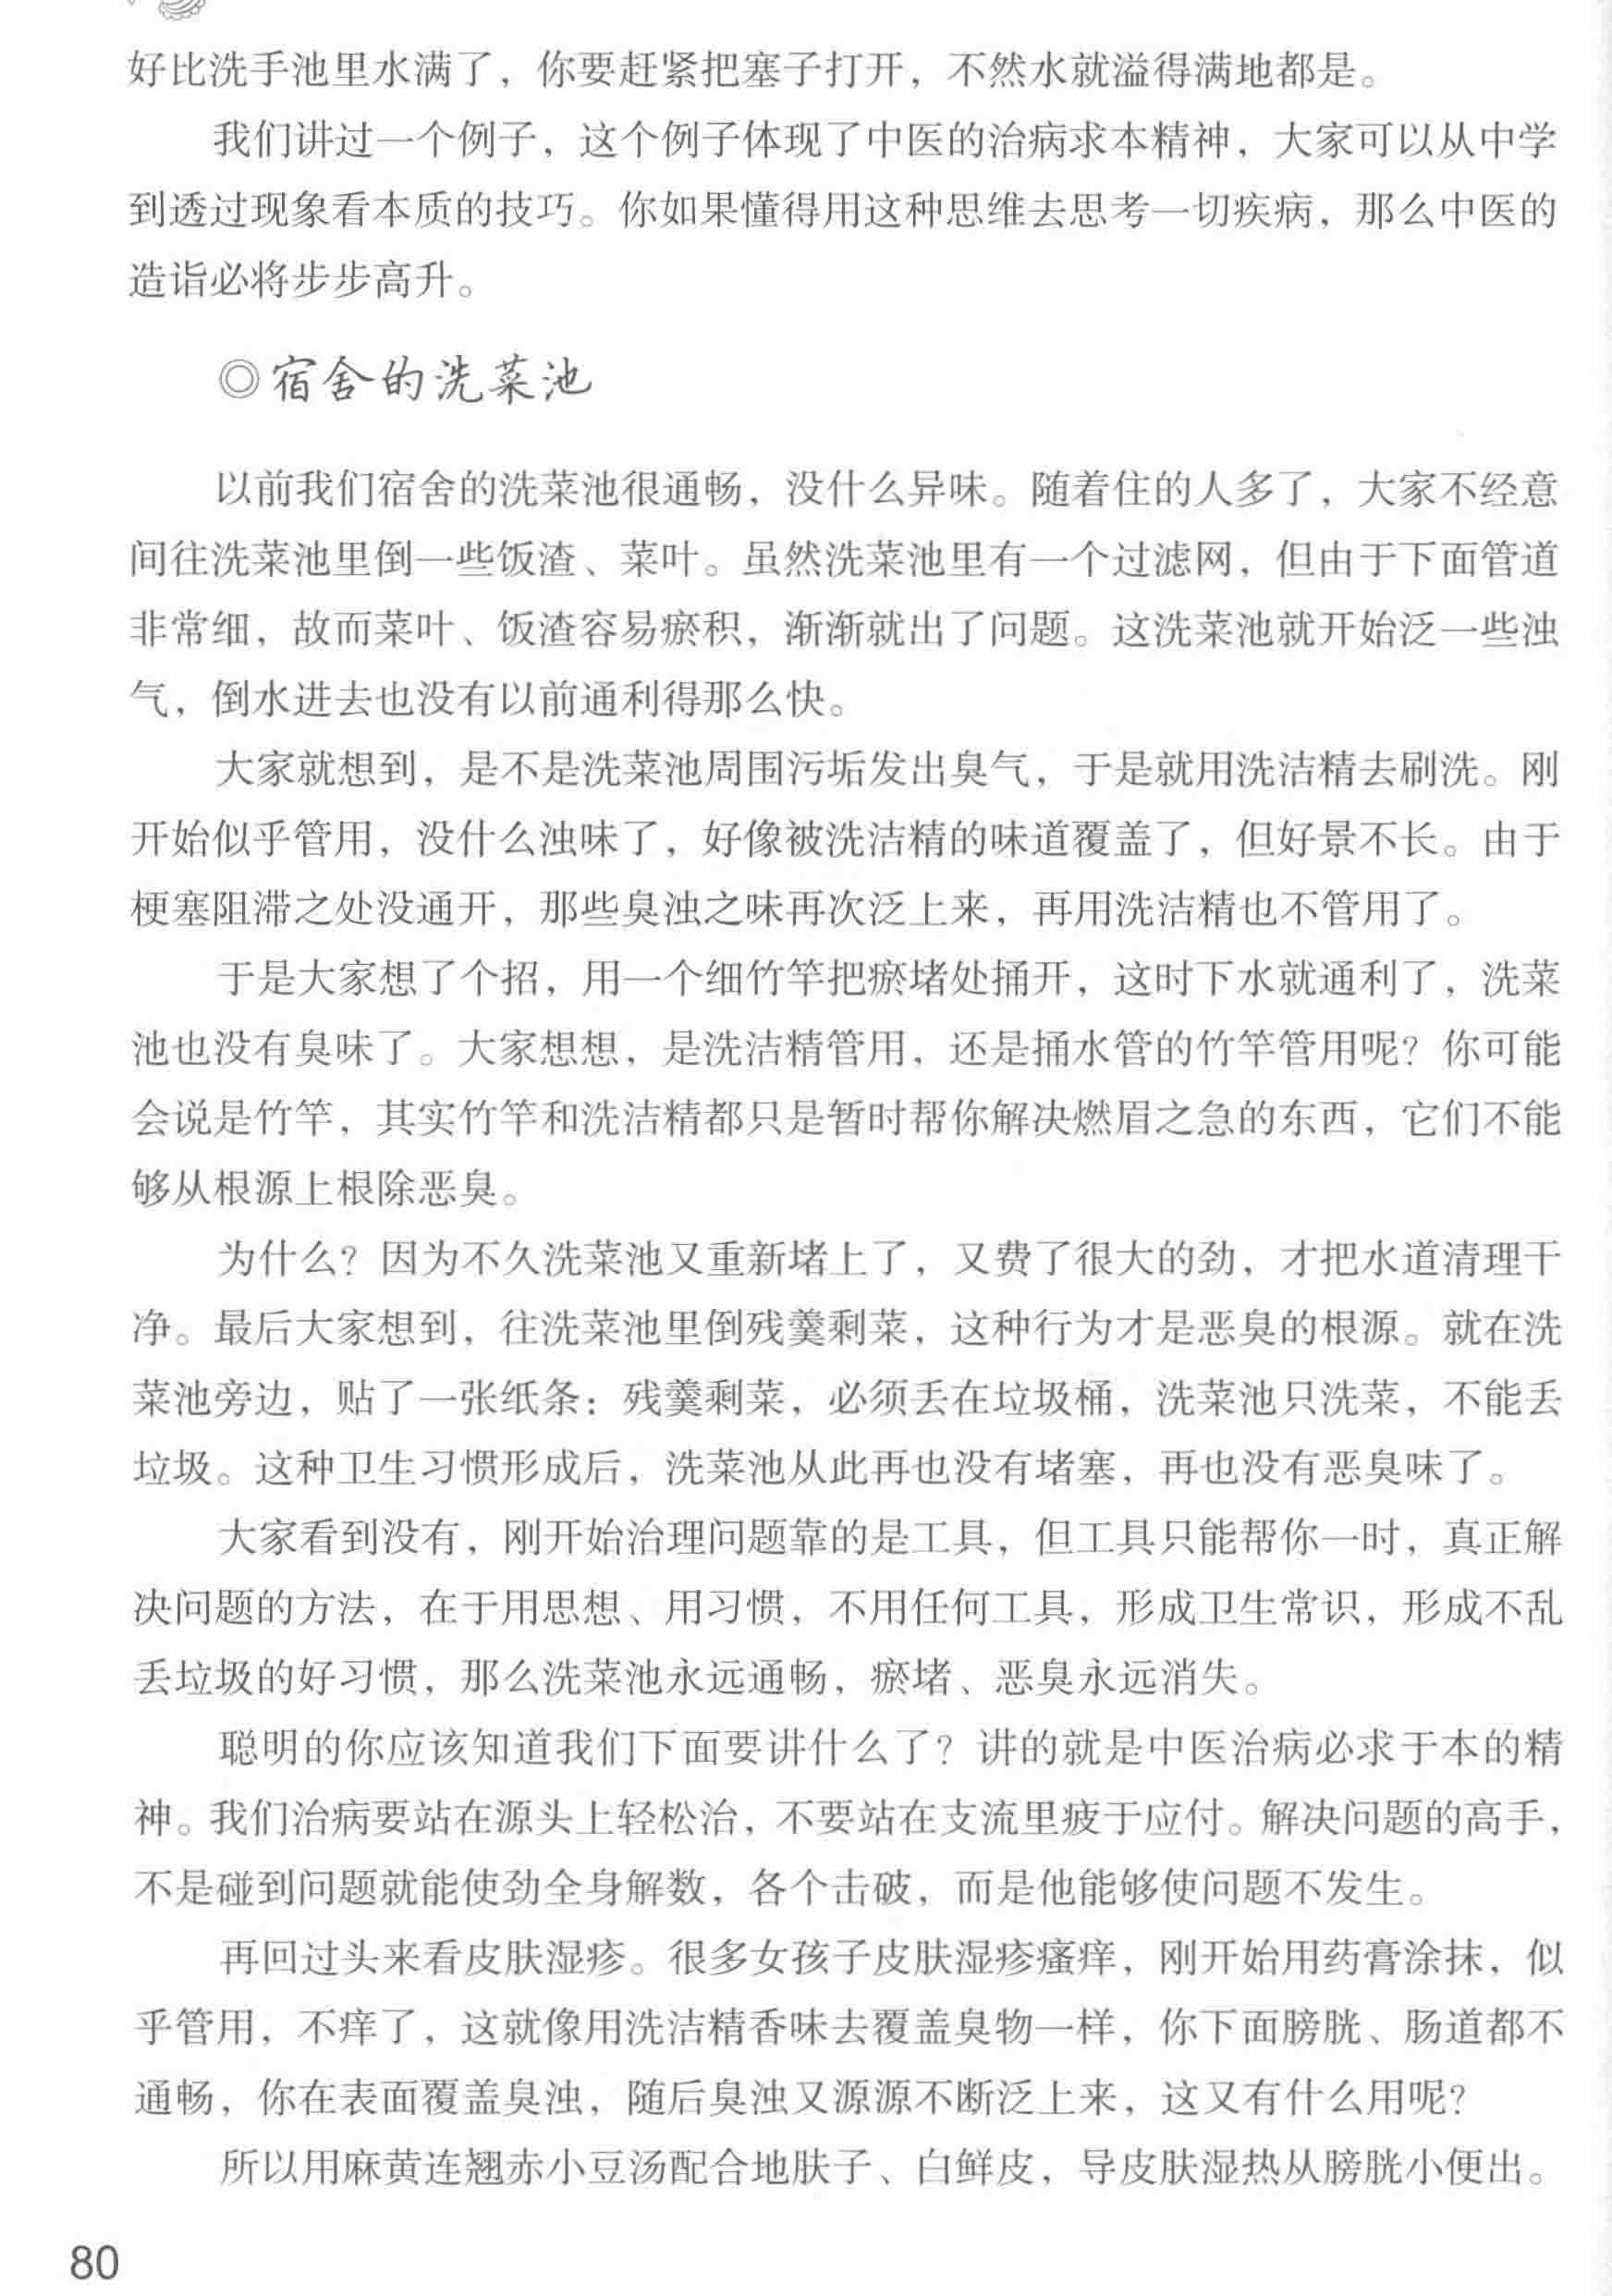 好比洗手池里水满了，你要赶紧把塞子打开，不然水就溢得满地都是。
我们讲过一个例子，这个例子体现了中医的治病求本精神，大家可以从中学
到透过现象看本质的技巧。你如果懂得用这种思维去思考一切疾病，那么中医的
造诣必将步步高升。
◎宿舍的洗菜池
以前我们宿舍的洗菜池很通畅，没什么异味。随着住的人多了，大家不经意
间往洗菜池里倒一些饭渣、菜叶。虽然洗菜池里有一个过滤网，但由于下面管道
非常细，故而菜叶、饭渣容易瘀积，渐渐就出了问题。这洗菜池就开始泛一些浊
气，倒水进去也没有以前通利得那么快。
大家就想到，是不是洗菜池周围污垢发出臭气，于是就用洗洁精去刷洗。刚
开始似乎管用，没什么浊味了，好像被洗洁精的味道覆盖了，但好景不长。由于
梗塞阻滞之处没通开，那些臭浊之味再次泛上来，再用洗洁精也不管用了。
于是大家想了个招，用一个细竹竿把瘀堵处捅开，这时下水就通利了，洗菜
池也没有臭味了。大家想想，是洗洁精管用，还是捅水管的竹竿管用呢？你可能
会说是竹竿，其实竹竿和洗洁精都只是暂时帮你解决燃眉之急的东西，它们不能
够从根源上根除恶臭。
为什么？因为不久洗菜池又重新堵上了，又费了很大的劲，才把水道清理干
净。最后大家想到，往洗菜池里倒残羹剩菜，这种行为才是恶臭的根源。就在洗
菜池旁边，贴了一张纸条：残羹剩菜，必须丢在垃圾桶，洗菜池只洗菜，不能丢
垃圾。这种卫生习惯形成后，洗菜池从此再也没有堵塞，再也没有恶臭味了。
大家看到没有，刚开始治理问题靠的是工具，但工具只能帮你一时，真正解
决问题的方法，在于用思想、用习惯，不用任何工具，形成卫生常识，形成不乱
丢垃圾的好习惯，那么洗菜池永远通畅，瘀堵、恶臭永远消失。
聪明的你应该知道我们下面要讲什么了？讲的就是中医治病必求于本的精
神。我们治病要站在源头上轻松治，不要站在支流里疲于应付。解决问题的高手，
不是碰到问题就能使劲全身解数，各个击破，而是他能够使问题不发生。
再回过头来看皮肤湿疹。很多女孩子皮肤湿疹瘙痒，刚开始用药膏涂抹，似
乎管用，不痒了，这就像用洗洁精香味去覆盖臭物一样，你下面膀胱、肠道都不
通畅，你在表面覆盖臭浊，随后臭浊又源源不断泛上来，这又有什么用呢？
所以用麻黄连翘赤小豆汤配合地肤子、白鲜皮，导皮肤湿热从膀胱小便出。
80